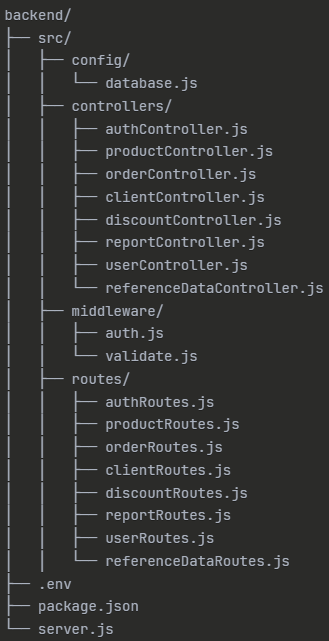 backend/
├── src/
│   ├── config/
│   │   └── database.js
│   ├── controllers/
│   │   ├── authController.js
│   │   ├── productController.js
│   │   ├── orderController.js
│   │   ├── clientController.js
│   │   ├── discountController.js
│   │   ├── reportController.js
│   │   ├── userController.js
│   │   └── referenceDataController.js
│   ├── middleware/
│   │   ├── auth.js
│   │   └── validate.js
│   ├── routes/
│   │   ├── authRoutes.js
│   │   ├── productRoutes.js
│   │   ├── orderRoutes.js
│   │   ├── clientRoutes.js
│   │   ├── discountRoutes.js
│   │   ├── reportRoutes.js
│   │   ├── userRoutes.js
│   │   └── referenceDataRoutes.js
├── .env
├── package.json
└── server.js